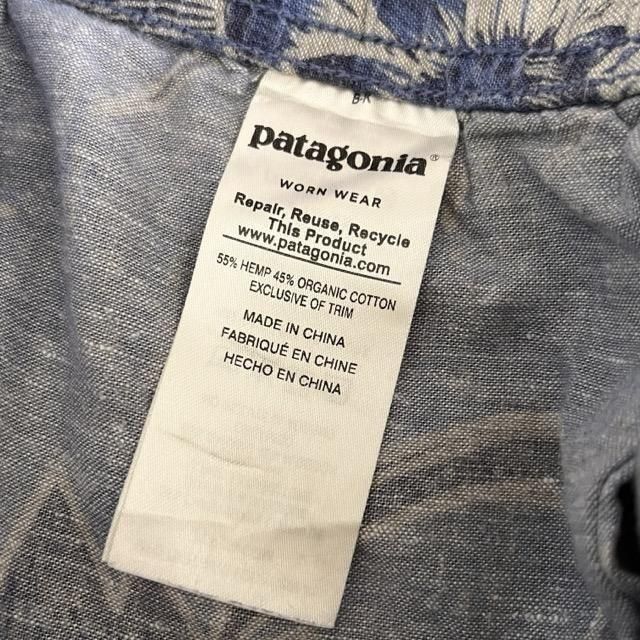 patagonia®
WORN WEAR
Repair, Reuse, Recycle
This Product
www.patagonia.com
55% HEMP 45% ORGANIC COTTON
EXCLUSIVE OF TRIM
MADE IN CHINA
FABRIQUÉ EN CHINE
HECHO EN CHINA